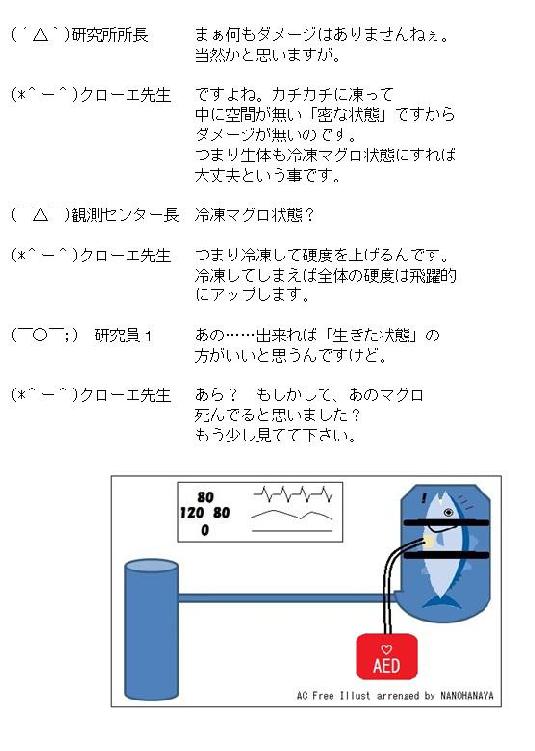 (´△｀)研究所所長　まぁ何もダメージはありませんねぇ。
当然かと思いますが。
(*＾－＾)クローエ先生　ですよね。カチカチに凍って
中に空間が無い「密な状態」ですから
ダメージが無いのです。
つまり生体も冷凍マグロ状態にすれば
大丈夫という事です。
(　△　)観測センター長　冷凍マグロ状態？
(*＾－＾)クローエ先生　つまり冷凍して硬度を上げるんです。
冷凍してしまえば全体の硬度は飛躍的
にアップします。
(￣○￣;)　研究員１　あの……出来れば「生きた状態」の
方がいいと思うんですけど。
(*＾－＾)クローエ先生　あら？　もしかして、あのマグロ
死んでると思いました？
もう少し見てて下さい。
80
120 80
0
!
AED
AC Free Illust arrenged by NANOHANAYA